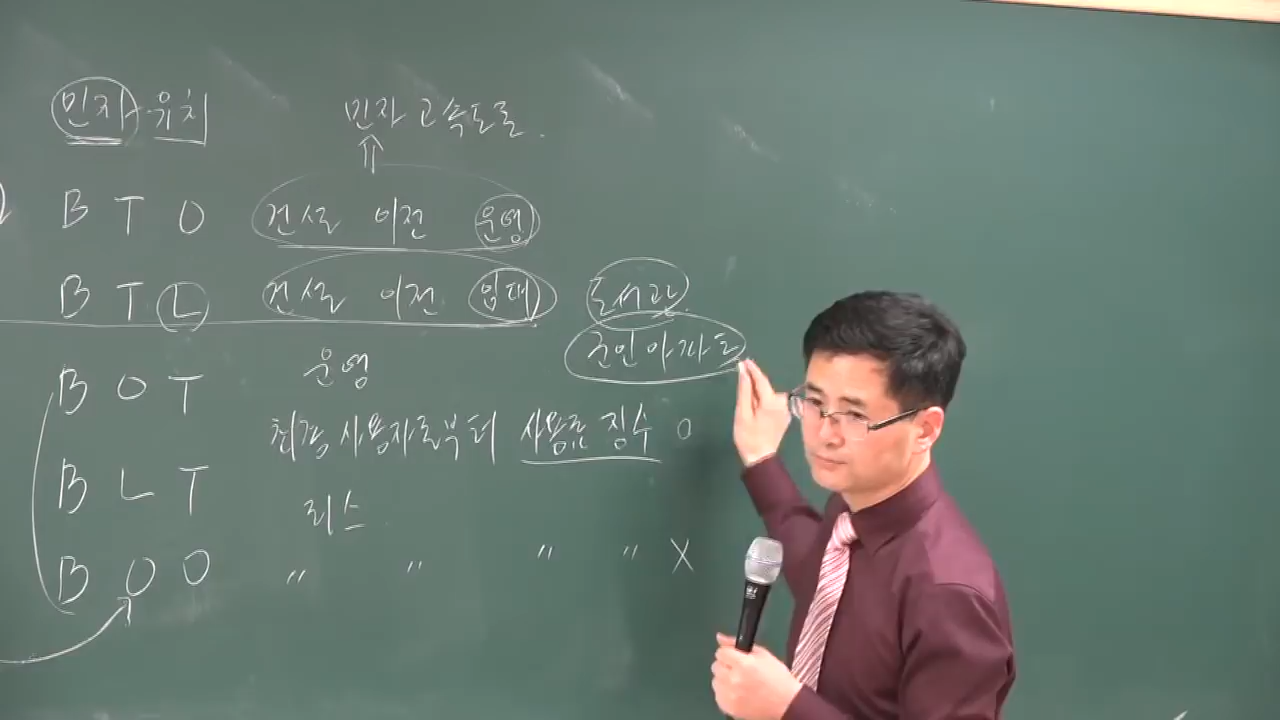 민자 유치 민자 고속도로.
B T O 건설 이전 운영
B T L 건설 이전 임대 도서관
군인아파트
B O T 운영
최종사용자로부터 사용료 징수 O
B L T 리스
B O O 〃 〃 〃 〃 X